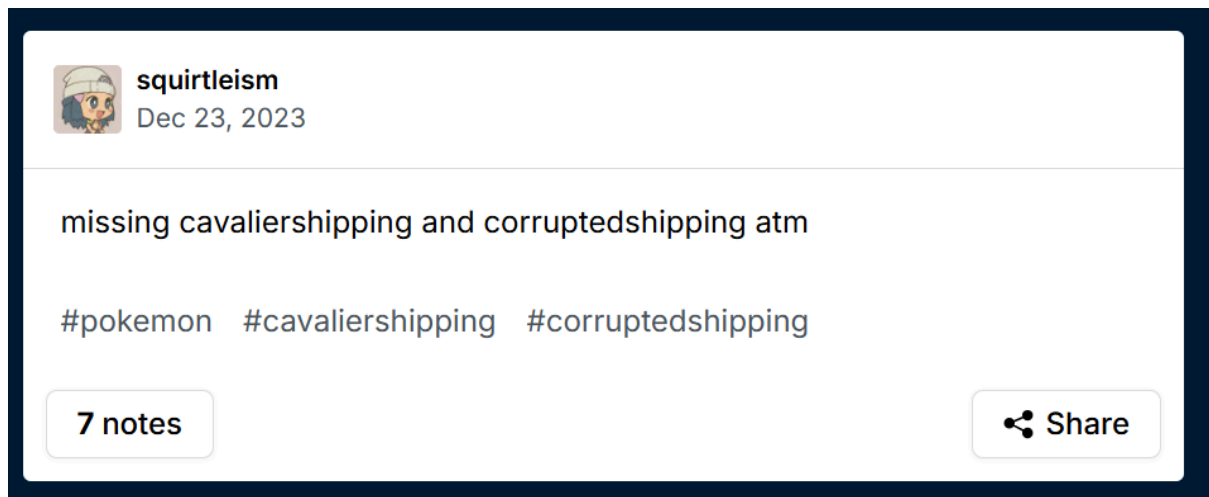 squirtleism
Dec 23, 2023
missing cavaliershipping and corruptedshipping atm
#pokemon #cavaliershipping #corruptedshipping
7 notes
Share